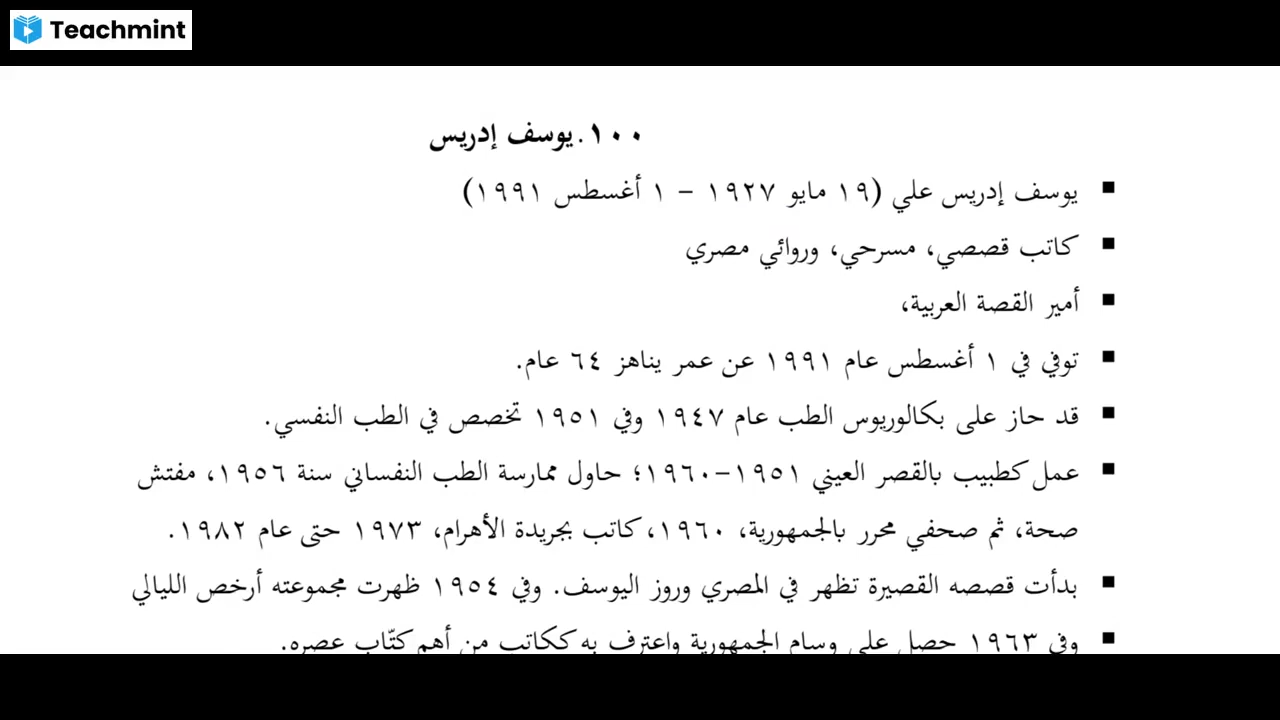 Teachmint
١٠٠. يوسف إدريس
■ يوسف إدريس علي (١٩ مايو ١٩٢٧ – ١ أغسطس ١٩٩١)
■ كاتب قصصي، مسرحي، وروائي مصري
■ أمير القصة العربية،
■ توفي في ١ أغسطس عام ١٩٩١ عن عمر يناهز ٦٤ عام.
■ قد حاز على بكالوريوس الطب عام ١٩٤٧ وفي ١٩٥١ تخصص في الطب النفسي.
■ عمل كطبيب بالقصر العيني ١٩٥١–١٩٦٠؛ حاول ممارسة الطب النفساني سنة ١٩٥٦، مفتش
صحة، ثم صحفي محرر بالجمهورية، ١٩٦٠، كاتب بجريدة الأهرام، ١٩٧٣ حتى عام ١٩٨٢.
■ بدأت قصصه القصيرة تظهر في المصري وروز اليوسف. وفي ١٩٥٤ ظهرت مجموعته أرخص الليالي
■ وفي ١٩٦٣ حصل على وسام الجمهورية واعترف به ككاتب من أهم كتّاب عصره.